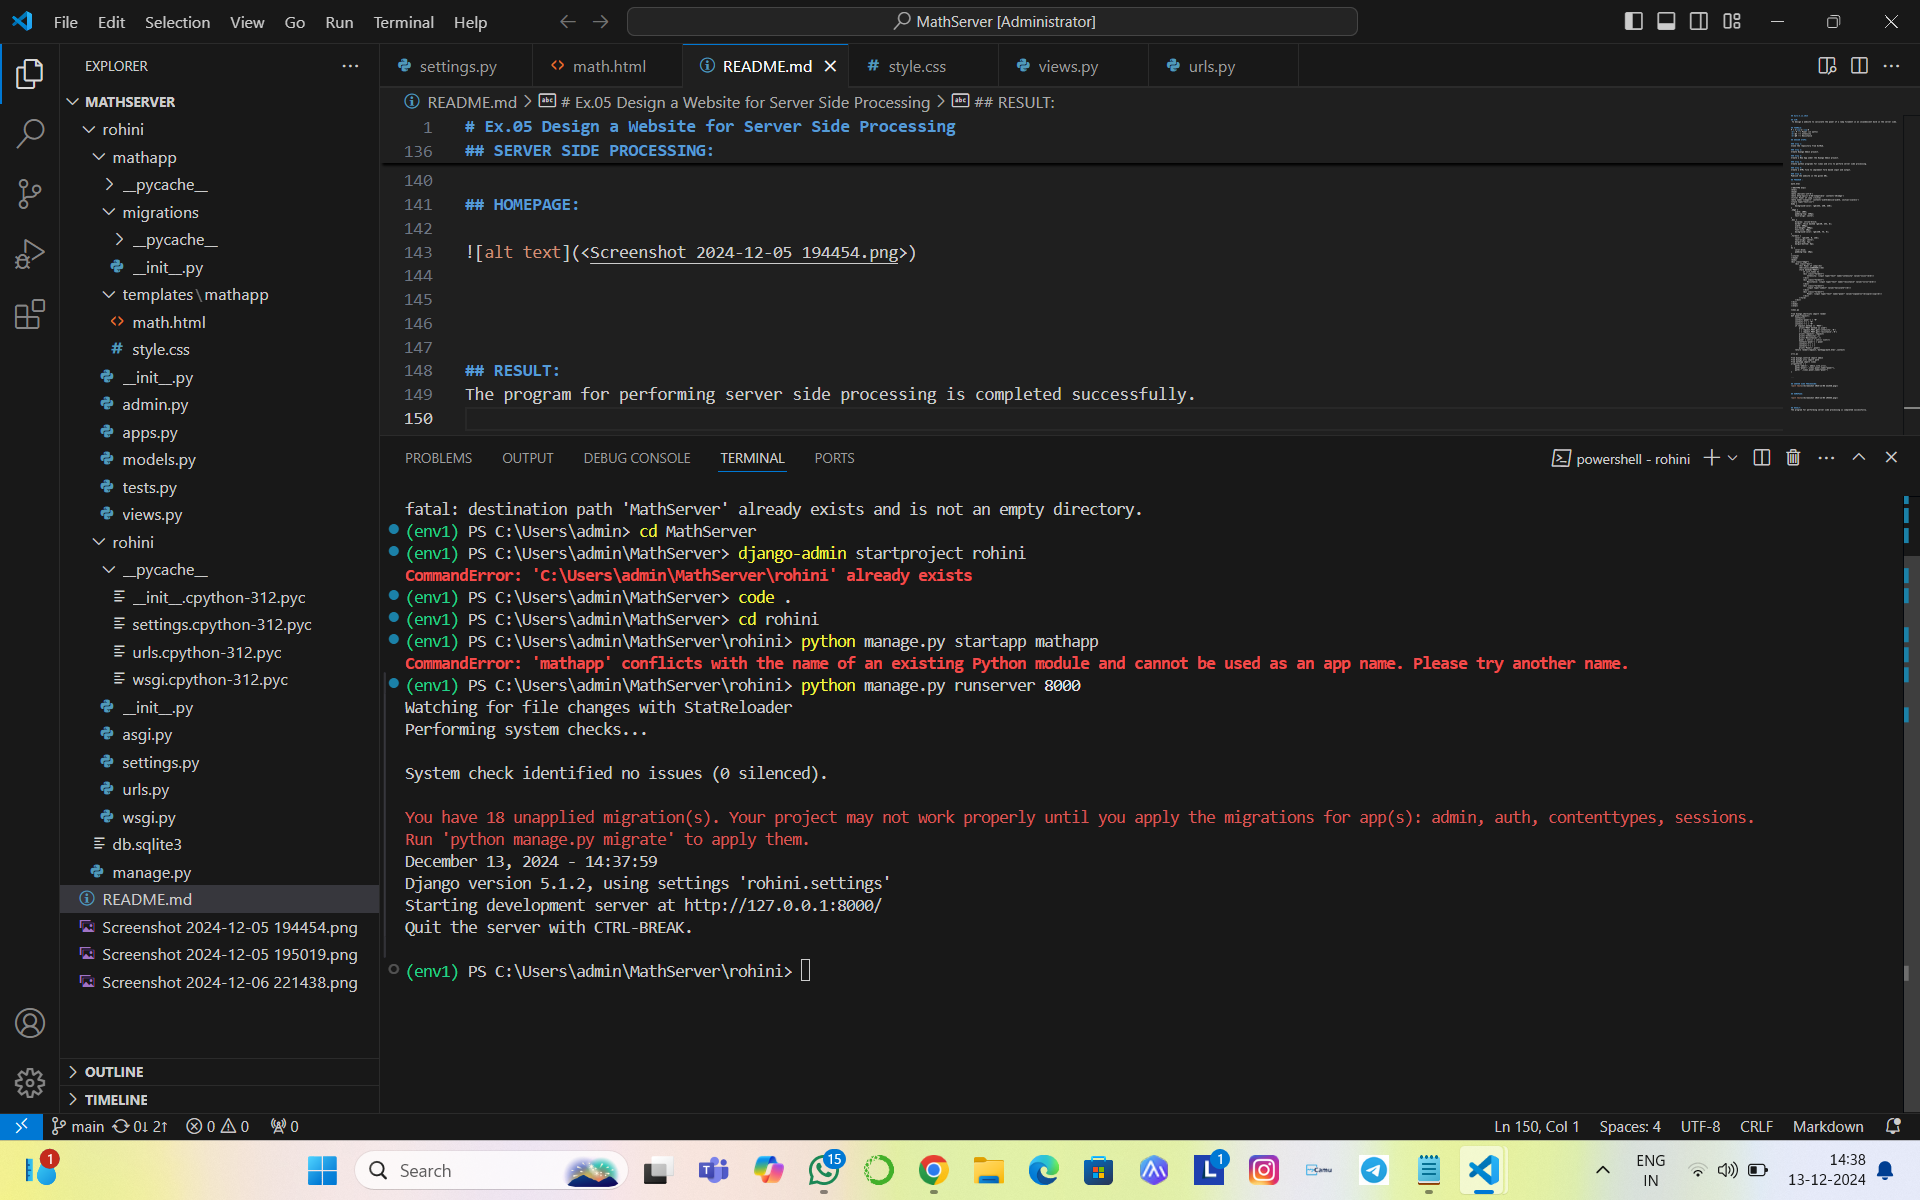 File Edit Selection View Go Run Terminal Help
MathServer [Administrator]
EXPLORER
MATHSERVER
rohini
mathapp
__pycache__
migrations
__pycache__
__init__.py
templates\mathapp
math.html
style.css
__init__.py
admin.py
apps.py
models.py
tests.py
views.py
rohini
__pycache__
__init__.cpython-312.pyc
settings.cpython-312.pyc
urls.cpython-312.pyc
wsgi.cpython-312.pyc
__init__.py
asgi.py
settings.py
urls.py
wsgi.py
db.sqlite3
manage.py
README.md
Screenshot 2024-12-05 194454.png
Screenshot 2024-12-05 195019.png
Screenshot 2024-12-06 221438.png
OUTLINE
TIMELINE
settings.py math.html README.md style.css views.py urls.py
README.md > # Ex.05 Design a Website for Server Side Processing > ## RESULT:
1 # Ex.05 Design a Website for Server Side Processing
136 ## SERVER SIDE PROCESSING:
140
141 ## HOMEPAGE:
142
143 ![alt text](<Screenshot 2024-12-05 194454.png>)
144
145
146
147
148 ## RESULT:
149 The program for performing server side processing is completed successfully.
150
PROBLEMS OUTPUT DEBUG CONSOLE TERMINAL PORTS
powershell - rohini
fatal: destination path 'MathServer' already exists and is not an empty directory.
(env1) PS C:\Users\admin> cd MathServer
(env1) PS C:\Users\admin\MathServer> django-admin startproject rohini
CommandError: 'C:\Users\admin\MathServer\rohini' already exists
(env1) PS C:\Users\admin\MathServer> code .
(env1) PS C:\Users\admin\MathServer> cd rohini
(env1) PS C:\Users\admin\MathServer\rohini> python manage.py startapp mathapp
CommandError: 'mathapp' conflicts with the name of an existing Python module and cannot be used as an app name. Please try another name.
(env1) PS C:\Users\admin\MathServer\rohini> python manage.py runserver 8000
Watching for file changes with StatReloader
Performing system checks...
System check identified no issues (0 silenced).
You have 18 unapplied migration(s). Your project may not work properly until you apply the migrations for app(s): admin, auth, contenttypes, sessions.
Run 'python manage.py migrate' to apply them.
December 13, 2024 - 14:37:59
Django version 5.1.2, using settings 'rohini.settings'
Starting development server at http://127.0.0.1:8000/
Quit the server with CTRL-BREAK.
(env1) PS C:\Users\admin\MathServer\rohini>
main 0↓ 2↑ 0 0 0
Ln 150, Col 1 Spaces: 4 UTF-8 CRLF Markdown
1
Search
15
1
ENG
IN
14:38
13-12-2024